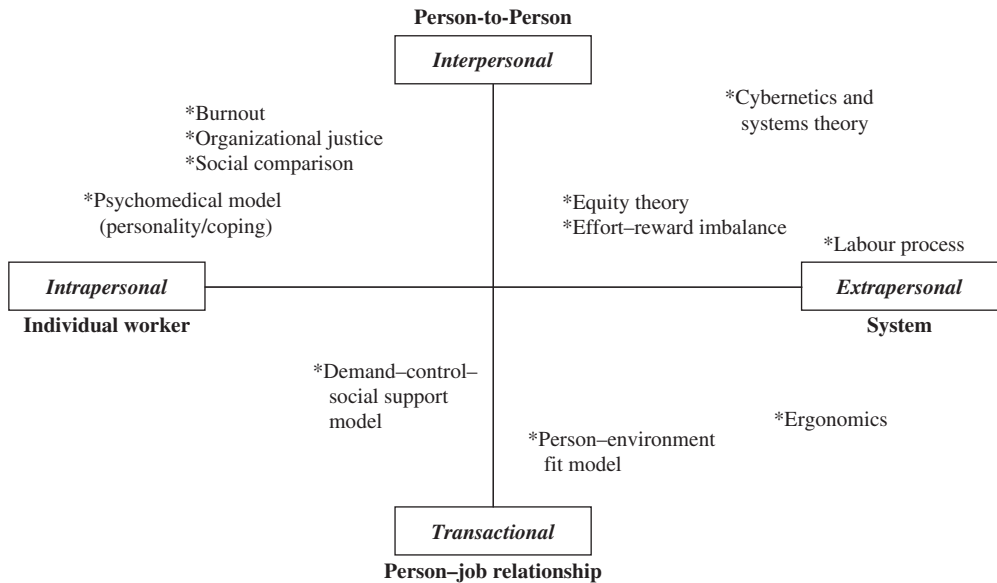 Person-to-Person
Interpersonal
*Cybernetics and
systems theory
*Burnout
*Organizational justice
*Social comparison
*Psychomedical model
(personality/coping)
*Equity theory
*Effort–reward imbalance
*Labour process
Intrapersonal
Individual worker
Extrapersonal
System
*Demand–control–
social support
model
*Ergonomics
*Person–environment
fit model
Transactional
Person–job relationship